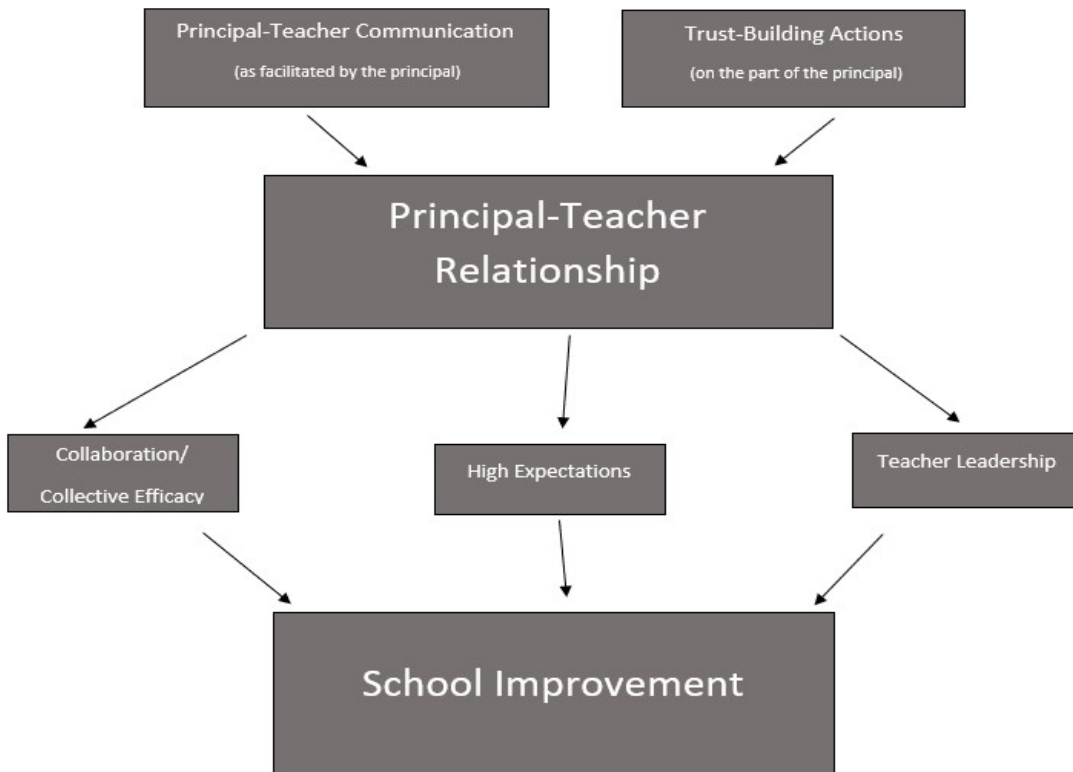 Principal-Teacher Communication
(as facilitated by the principal)
Trust-Building Actions
(on the part of the principal)
Principal-Teacher
Relationship
Collaboration/
Collective Efficacy
High Expectations
Teacher Leadership
School Improvement